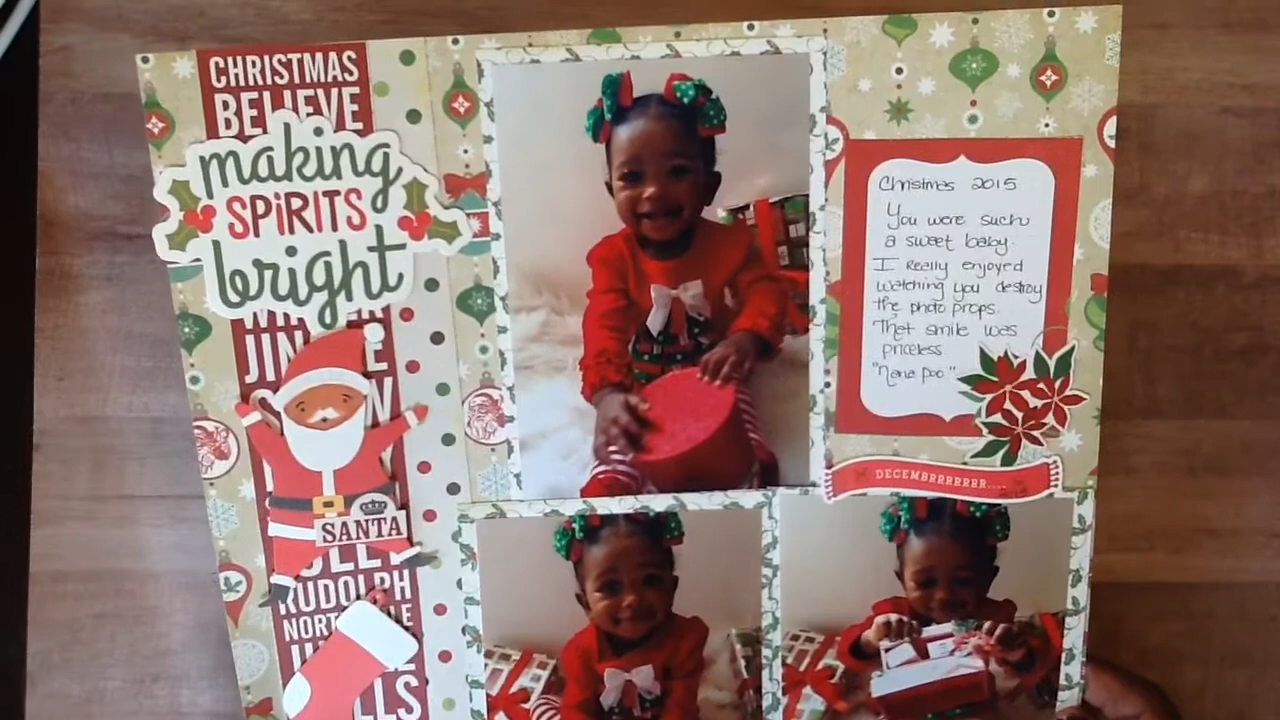 CHRISTMAS
BELIEVE
making
SPiRITS
bright
SANTA
RUDOLPH
Christmas 2015
You were such
a sweet baby.
I Really enjoyed
watching you destroy
the photo props.
That smile was
priceless
"Nana Poo"
DECEMBRRRRRRR....